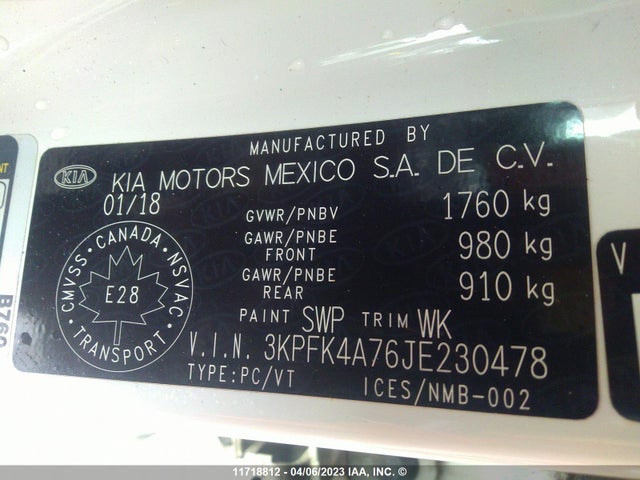 MANUFACTURED BY
KIA KIA MOTORS MEXICO S.A. DE C.V.
01/18
GVWR/PNBV 1760 kg
GAWR/PNBE FRONT 980 kg
GAWR/PNBE REAR 910 kg
CMVSS • CANADA • NSVAC • TRANSPORT •
E28
PAINT SWP TRIM WK
V.I.N. 3KPFK4A76JE230478
TYPE:PC/VT ICES/NMB-002
V
11718812 - 04/06/2023 IAA, Inc. ©